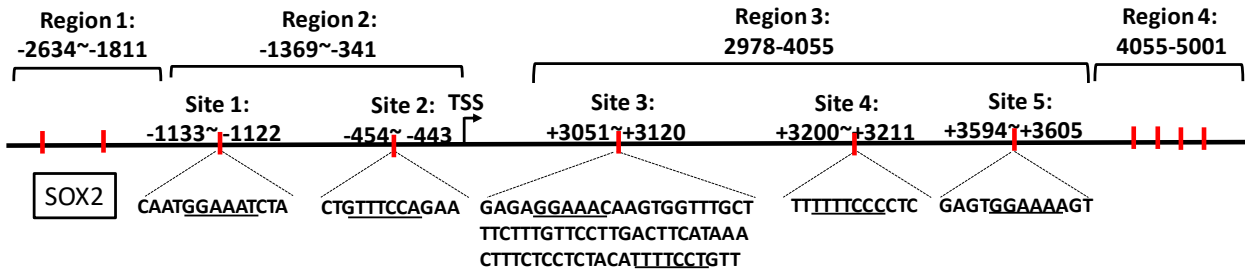 Region 1:
-2634~-1811
Region 2:
-1369~-341
Region 3:
2978-4055
Region 4:
4055-5001
Site 1:
-1133~-1122
Site 2:
-454~ -443
TSS
Site 3:
+3051~+3120
Site 4:
+3200~+3211
Site 5:
+3594~+3605
SOX2
CAATGGAAATCTA
CTGTTTCCAGAA
GAGAGGAAACAAGTGGTTTGCT
TTCTTTGTTCCTTGACTTCATAAA
CTTTCTCCTCTACATTTTCCTGTT
TTTTTTCCCCTC
GAGTGGAAAAGT